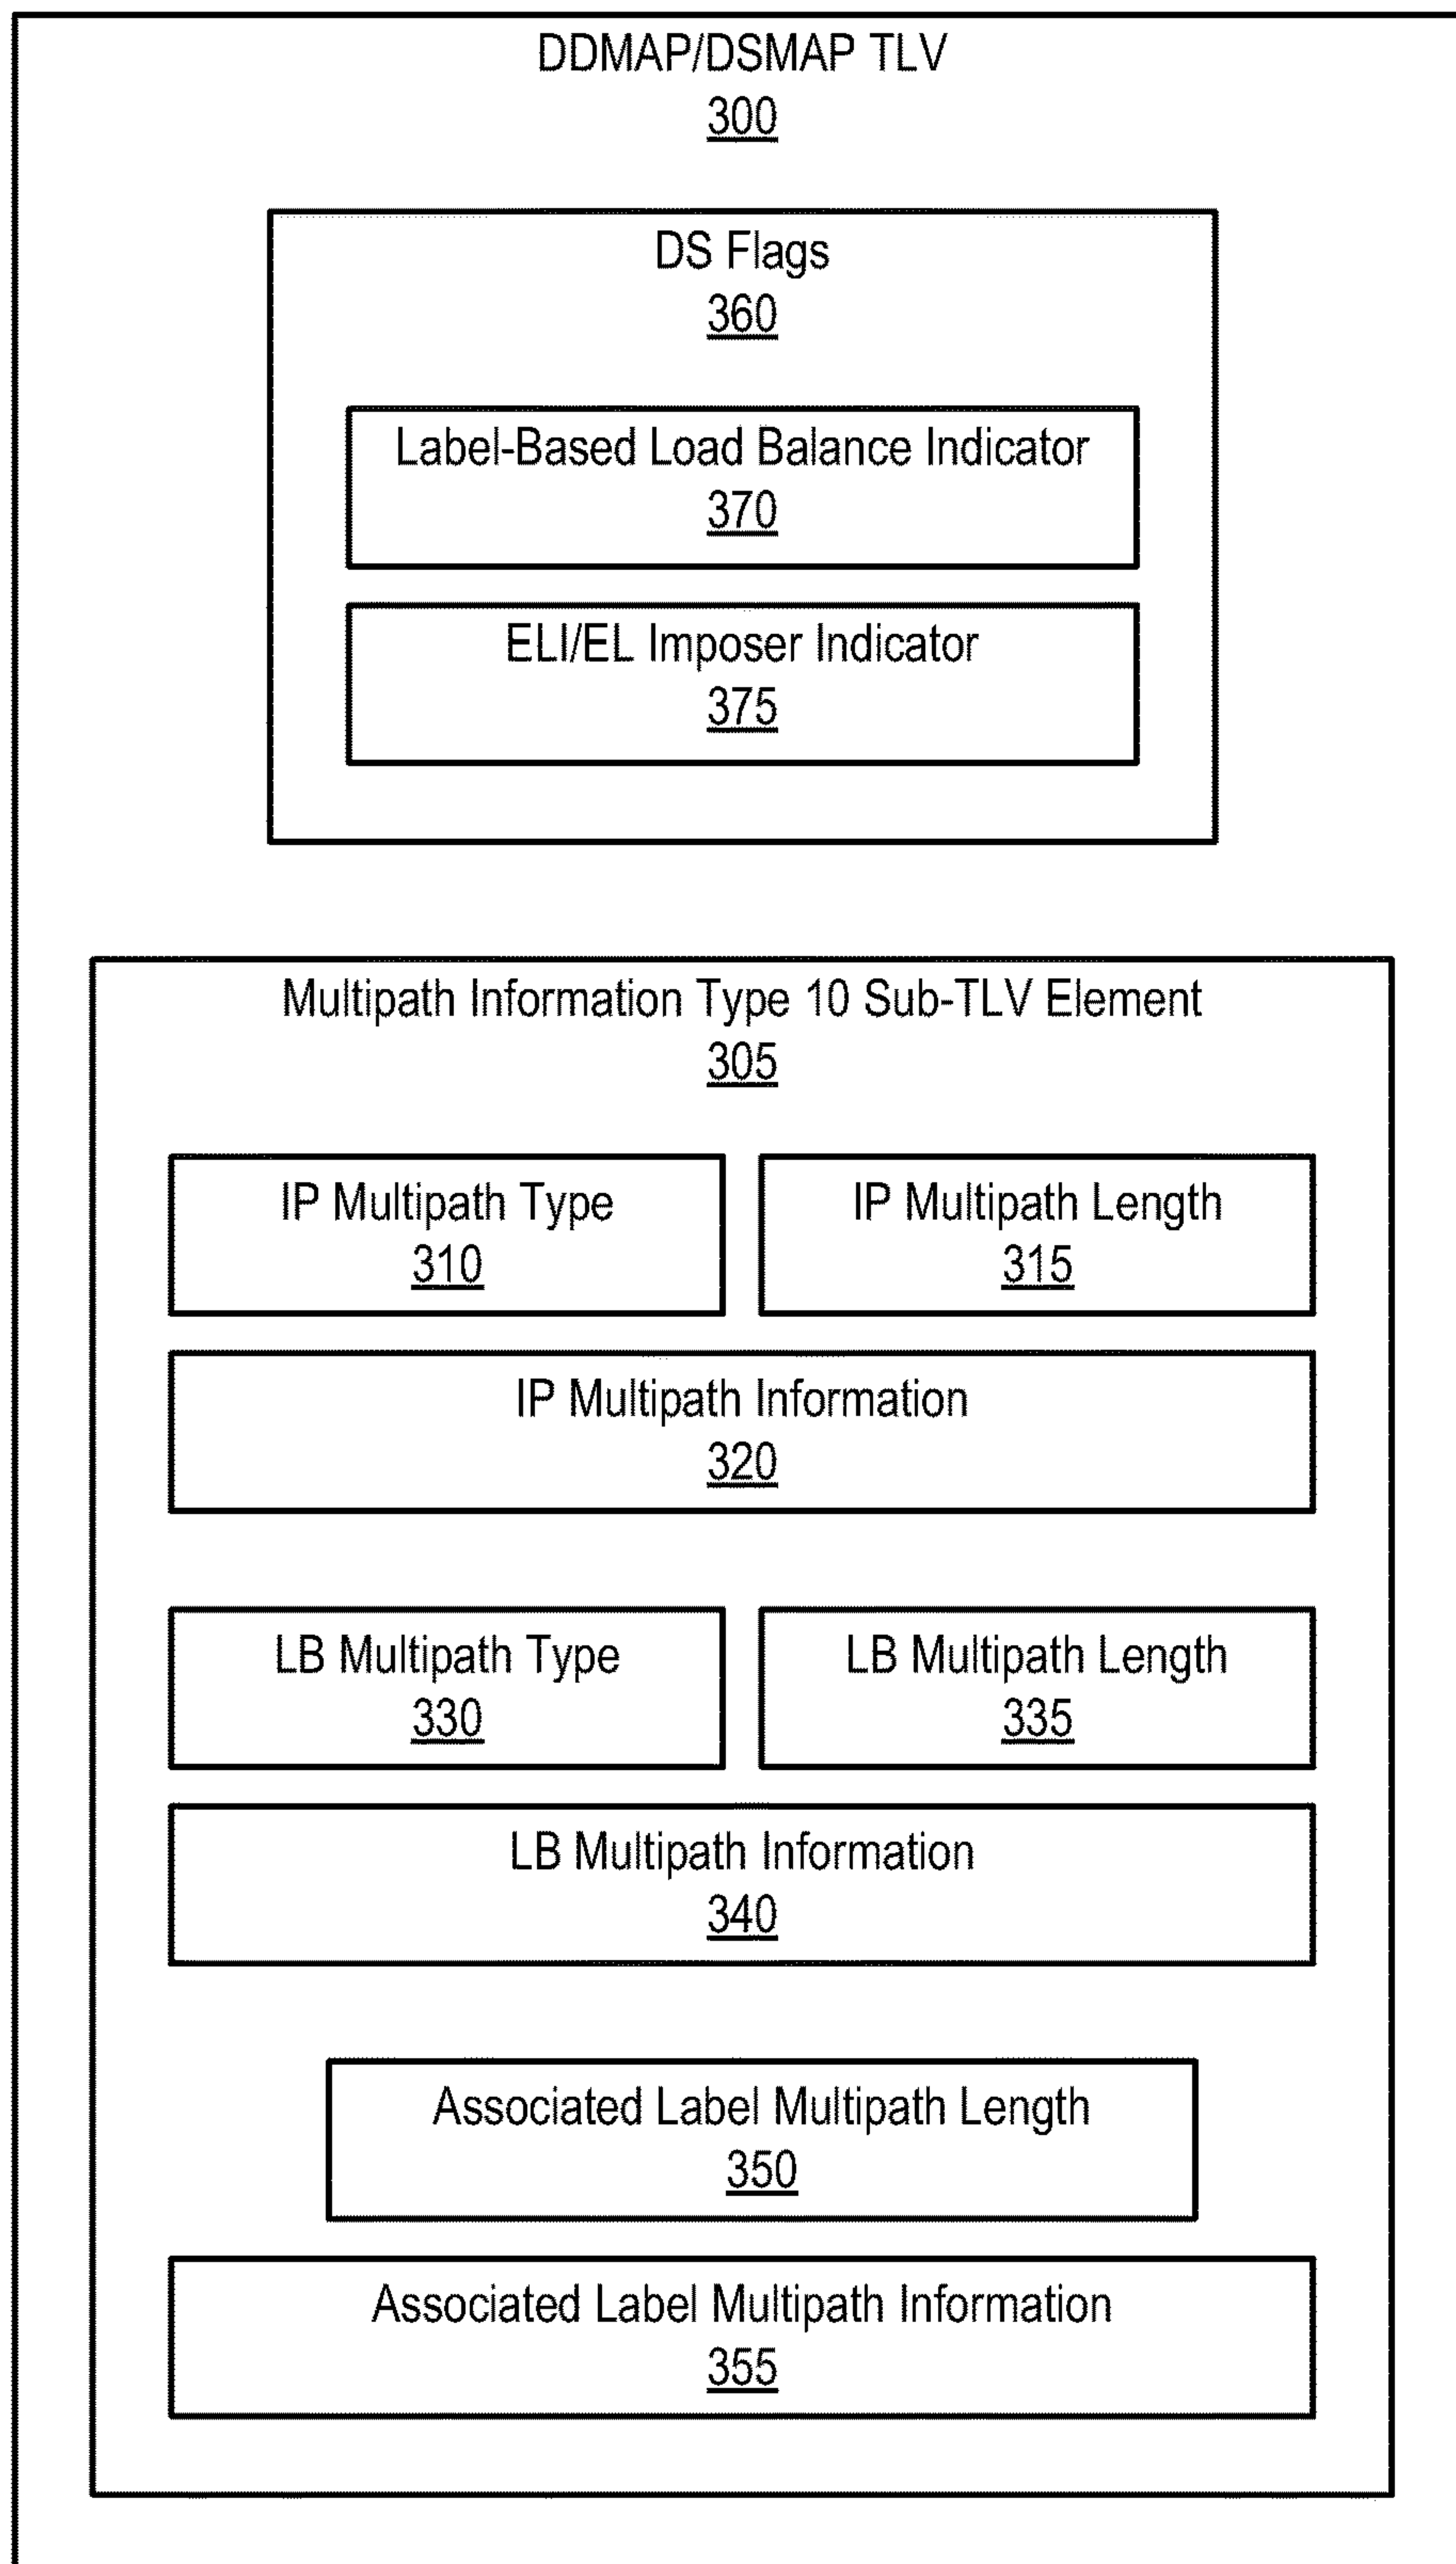 DDMAP/DSMAP TLV
300
DS Flags
360
Label-Based Load Balance Indicator
370
ELI/EL Imposer Indicator
375
Multipath Information Type 10 Sub-TLV Element
305
IP Multipath Type
310
IP Multipath Length
315
IP Multipath Information
320
LB Multipath Type
330
LB Multipath Length
335
LB Multipath Information
340
Associated Label Multipath Length
350
Associated Label Multipath Information
355